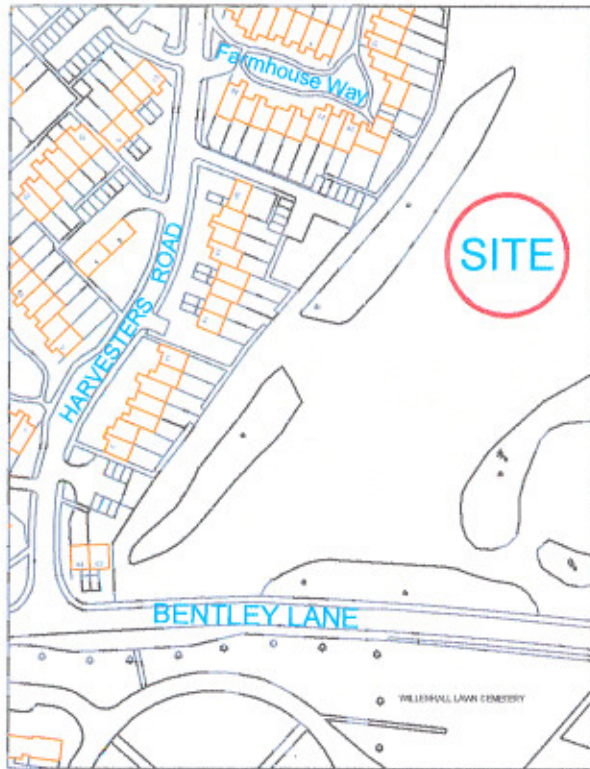 Farmhouse Way
SITE
HARVESTERS ROAD
BENTLEY LANE
WILLENHALL LAWN CEMETERY